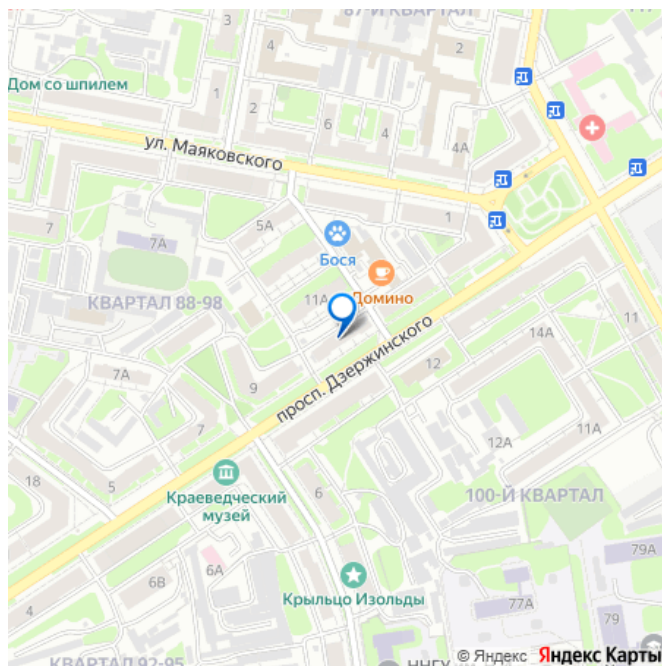 87-Й КВАРТАЛ
3
4
2
Дом со шпилем
1
2
6
4
4А
ул. Маяковского
7
7А
5А
1
Бося
КВАРТАЛ 88-98
11А
Домино
просп. Дзержинского
14А
11
7А
9
12
7
11А
12А
18
5
Краеведческий
музей
6
100-Й КВАРТАЛ
79А
6В
6А
4
Крыльцо Изольды
77А
79
КВАРТАЛ 92-95
ННГУ
© Яндекс Яндекс Карты